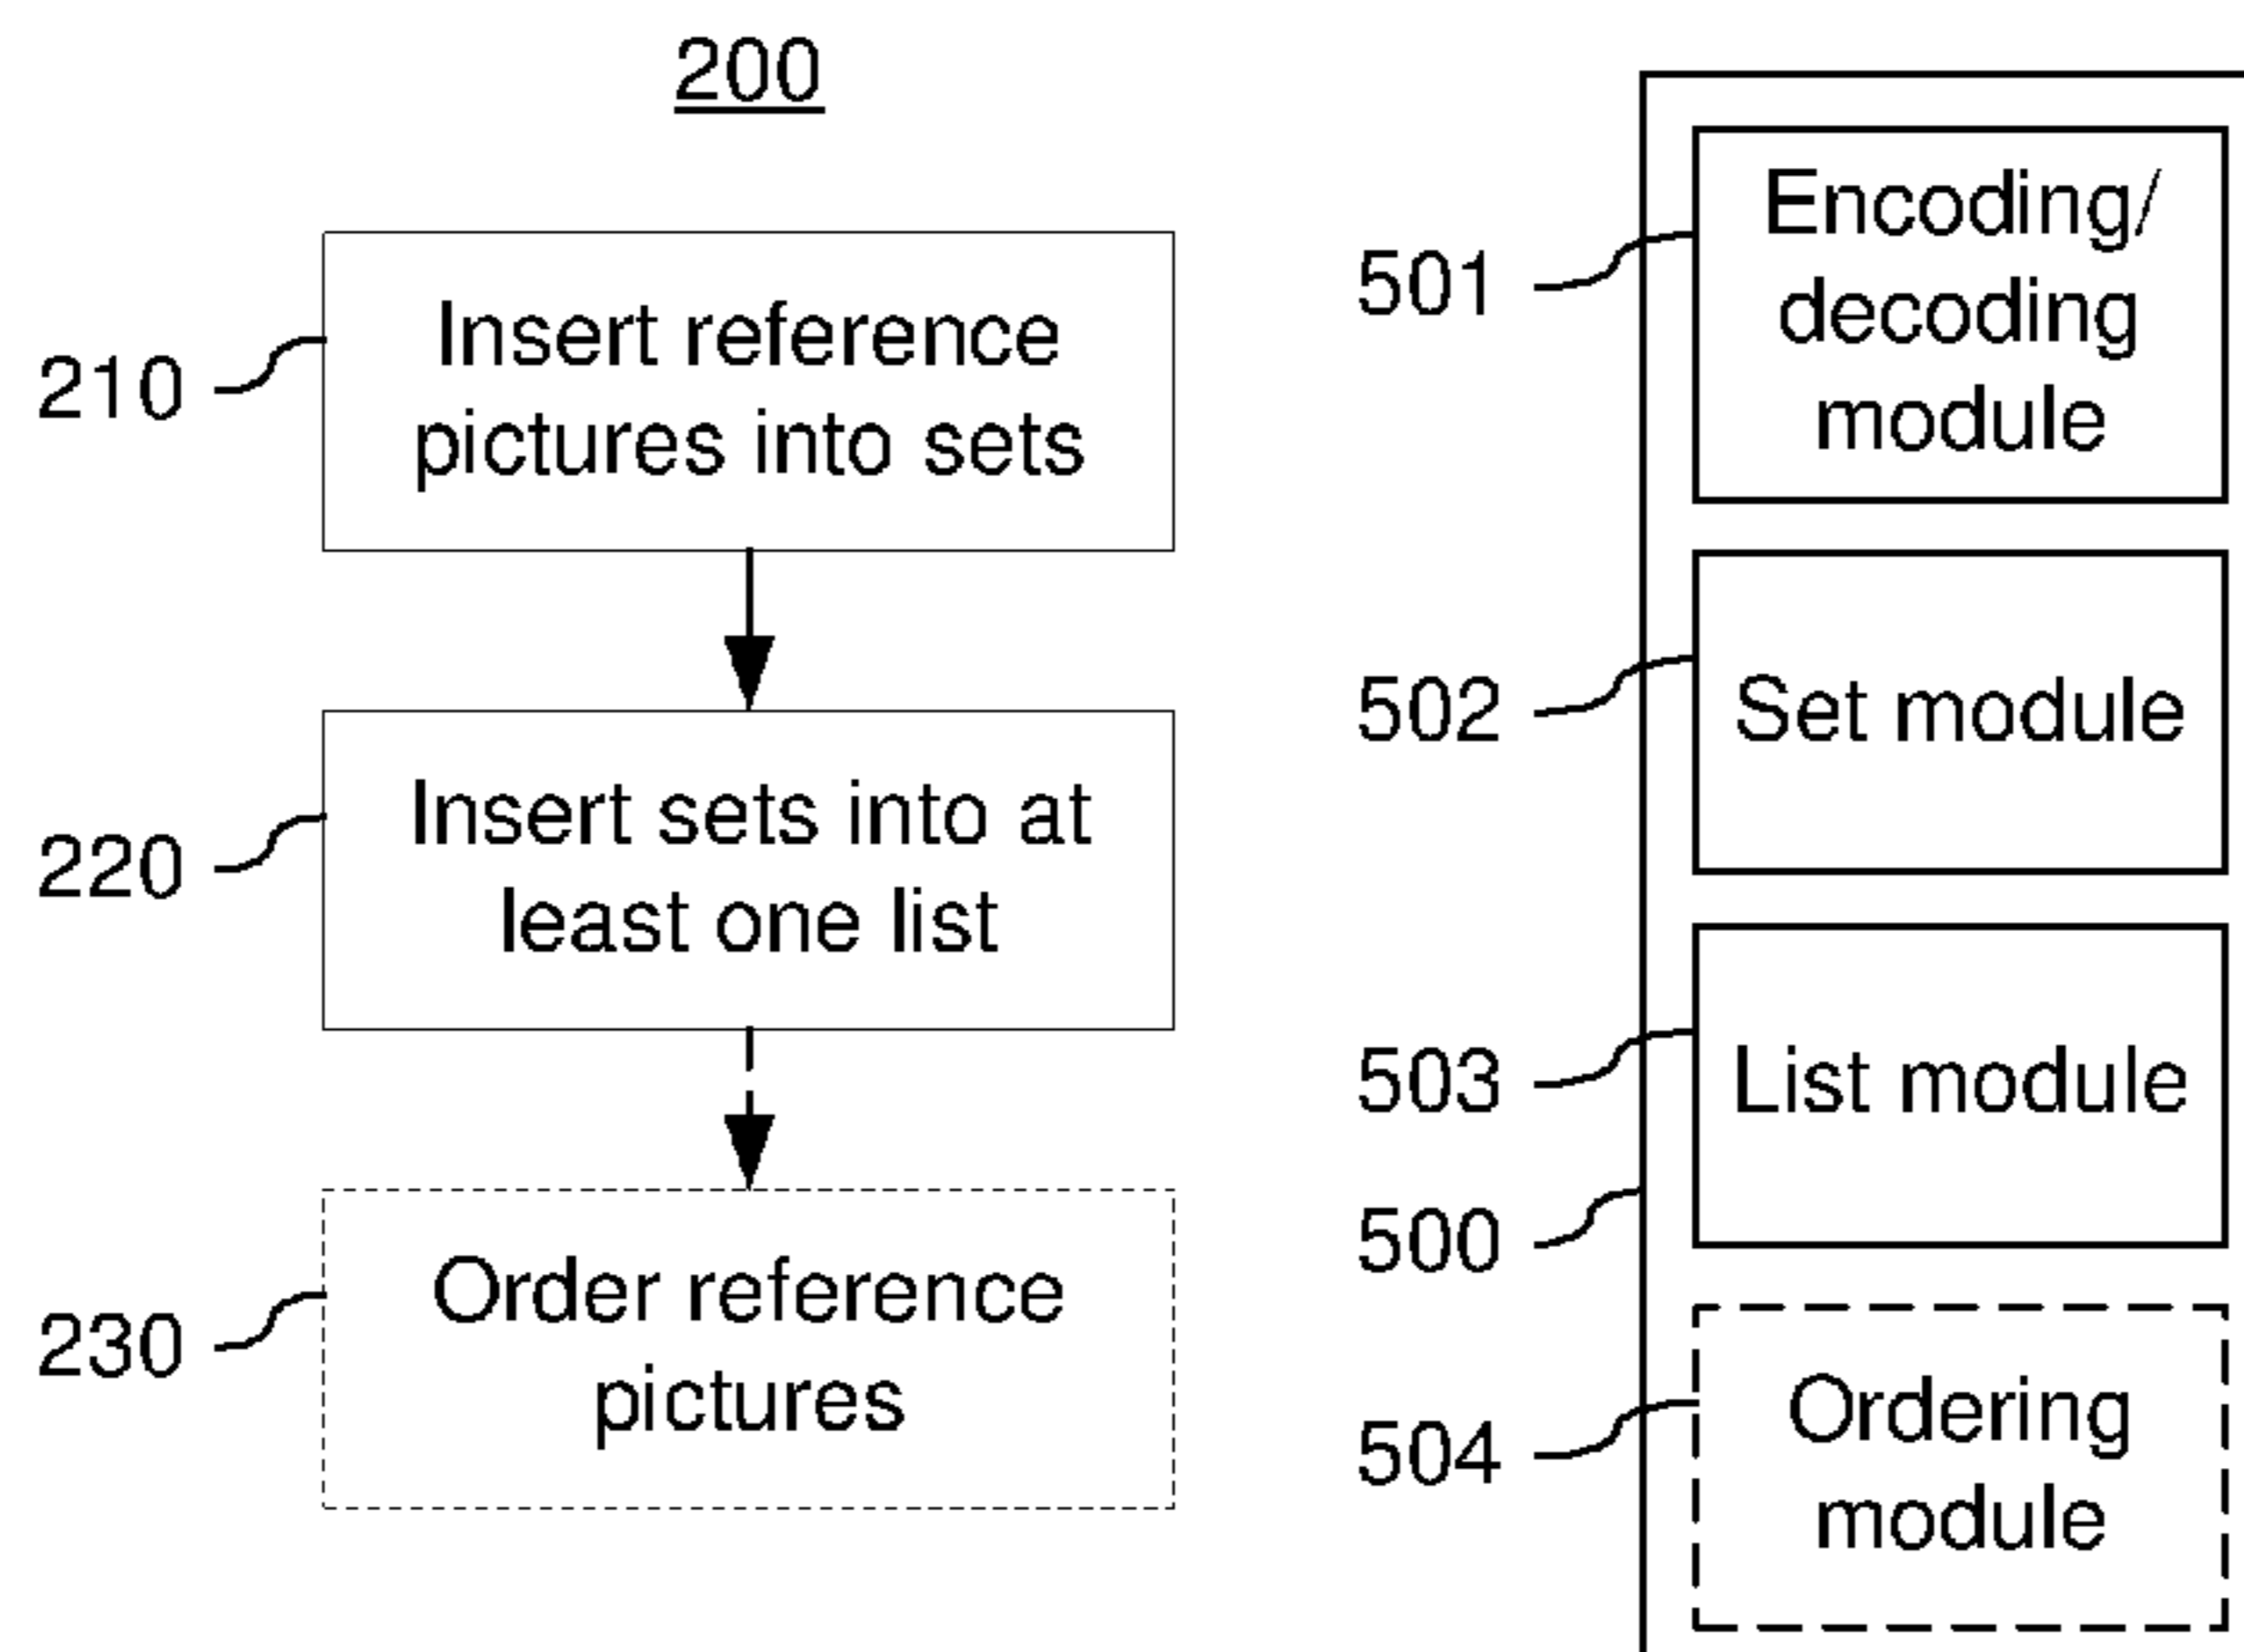 200
210
Insert reference
pictures into sets
220
Insert sets into at
least one list
230
Order reference
pictures
501
Encoding/
decoding
module
502
Set module
503
List module
500
504
Ordering
module